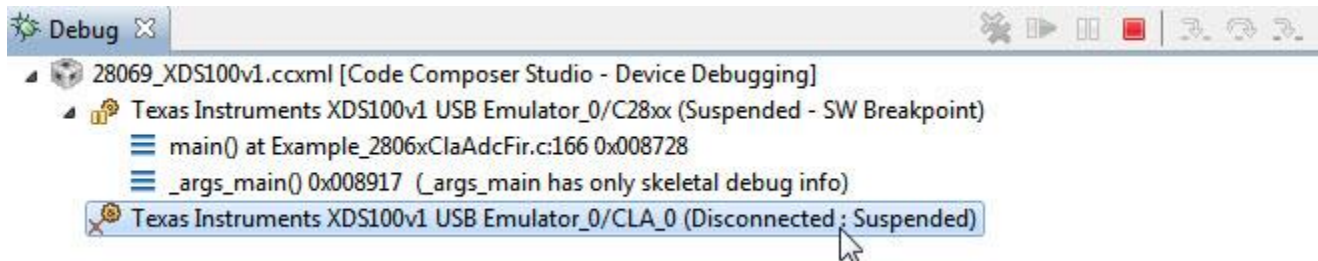 Debug
28069_XDS100v1.ccxml [Code Composer Studio - Device Debugging]
Texas Instruments XDS100v1 USB Emulator_0/C28xx (Suspended - SW Breakpoint)
main() at Example_2806xClaAdcFir.c:166 0x008728
_args_main() 0x008917 (_args_main has only skeletal debug info)
Texas Instruments XDS100v1 USB Emulator_0/CLA_0 (Disconnected : Suspended)